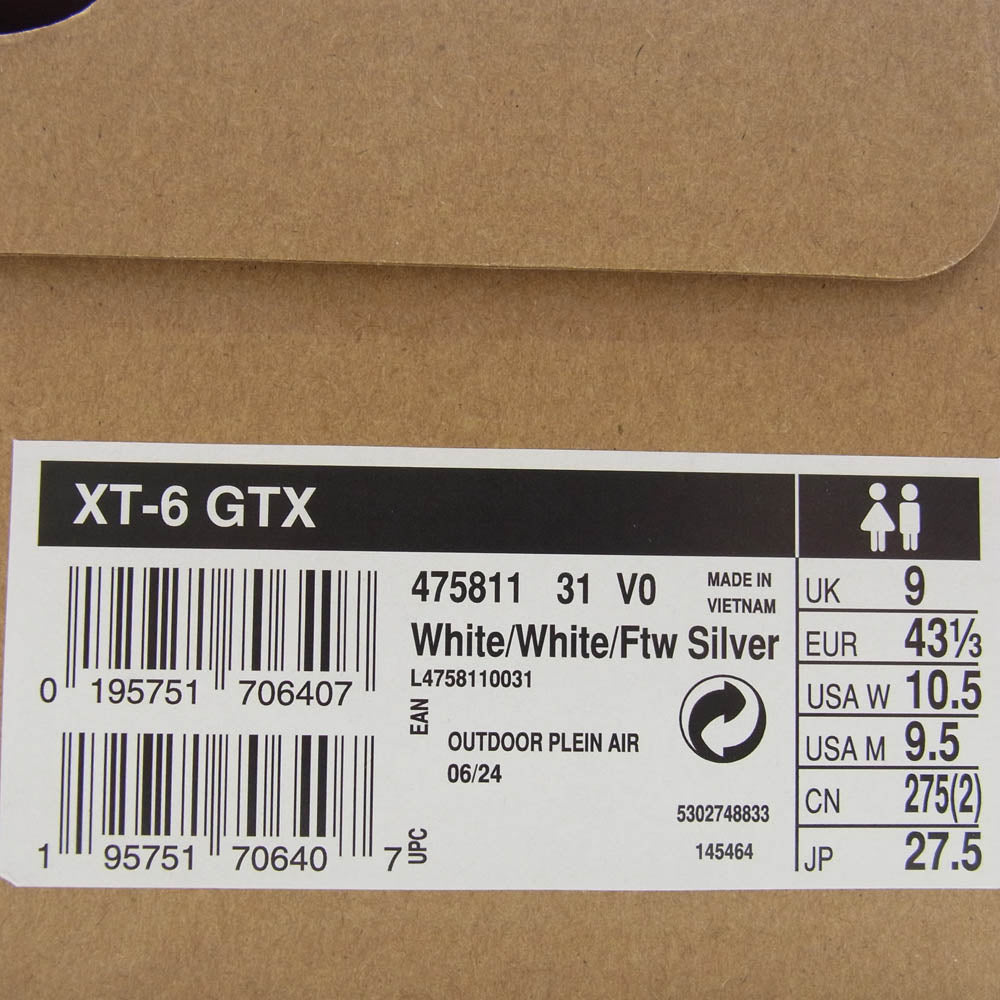 XT-6 GTX
475811 31 V0
MADE IN
VIETNAM
White/White/Ftw Silver
L4758110031
0 195751 706407
EAN
OUTDOOR PLEIN AIR
06/24
5302748833
145464
1 95751 70640 7
UPC
UK 9
EUR 43⅓
USA W 10.5
USA M 9.5
CN 275(2)
JP 27.5